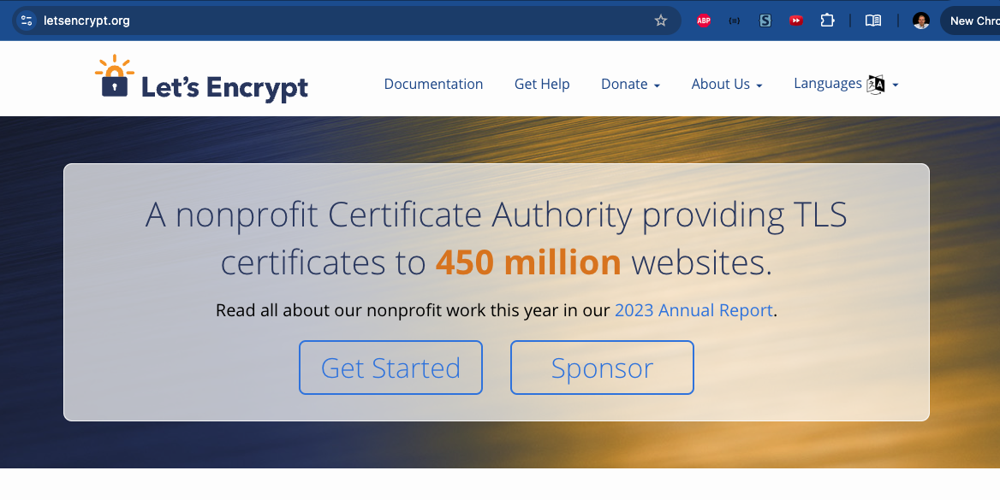 letsencrypt.org
ABP
S
New Chro
Let's Encrypt
Documentation
Get Help
Donate
About Us
Languages
A nonprofit Certificate Authority providing TLS
certificates to 450 million websites.
Read all about our nonprofit work this year in our 2023 Annual Report.
Get Started
Sponsor